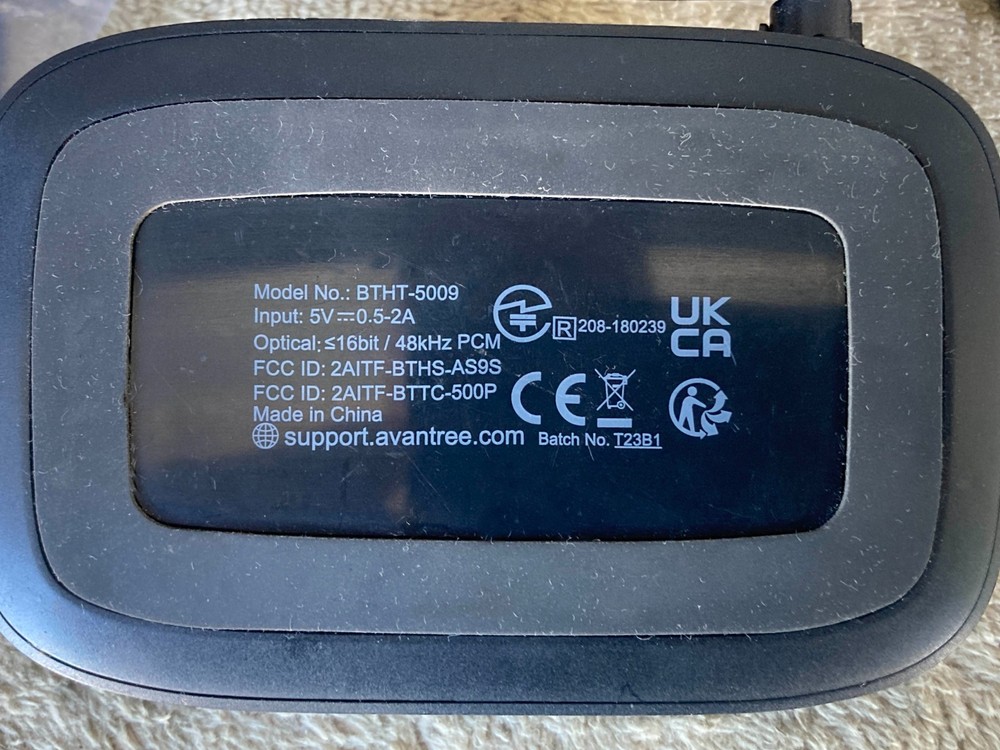 Model No.: BTHT-5009
Input: 5V⎓0.5-2A
Optical: ≤16bit / 48kHz PCM
FCC ID: 2AITF-BTHS-AS9S
FCC ID: 2AITF-BTTC-500P
Made in China
support.avantree.com
R 208-180239
UK
CA
CE
Batch No. T23B1